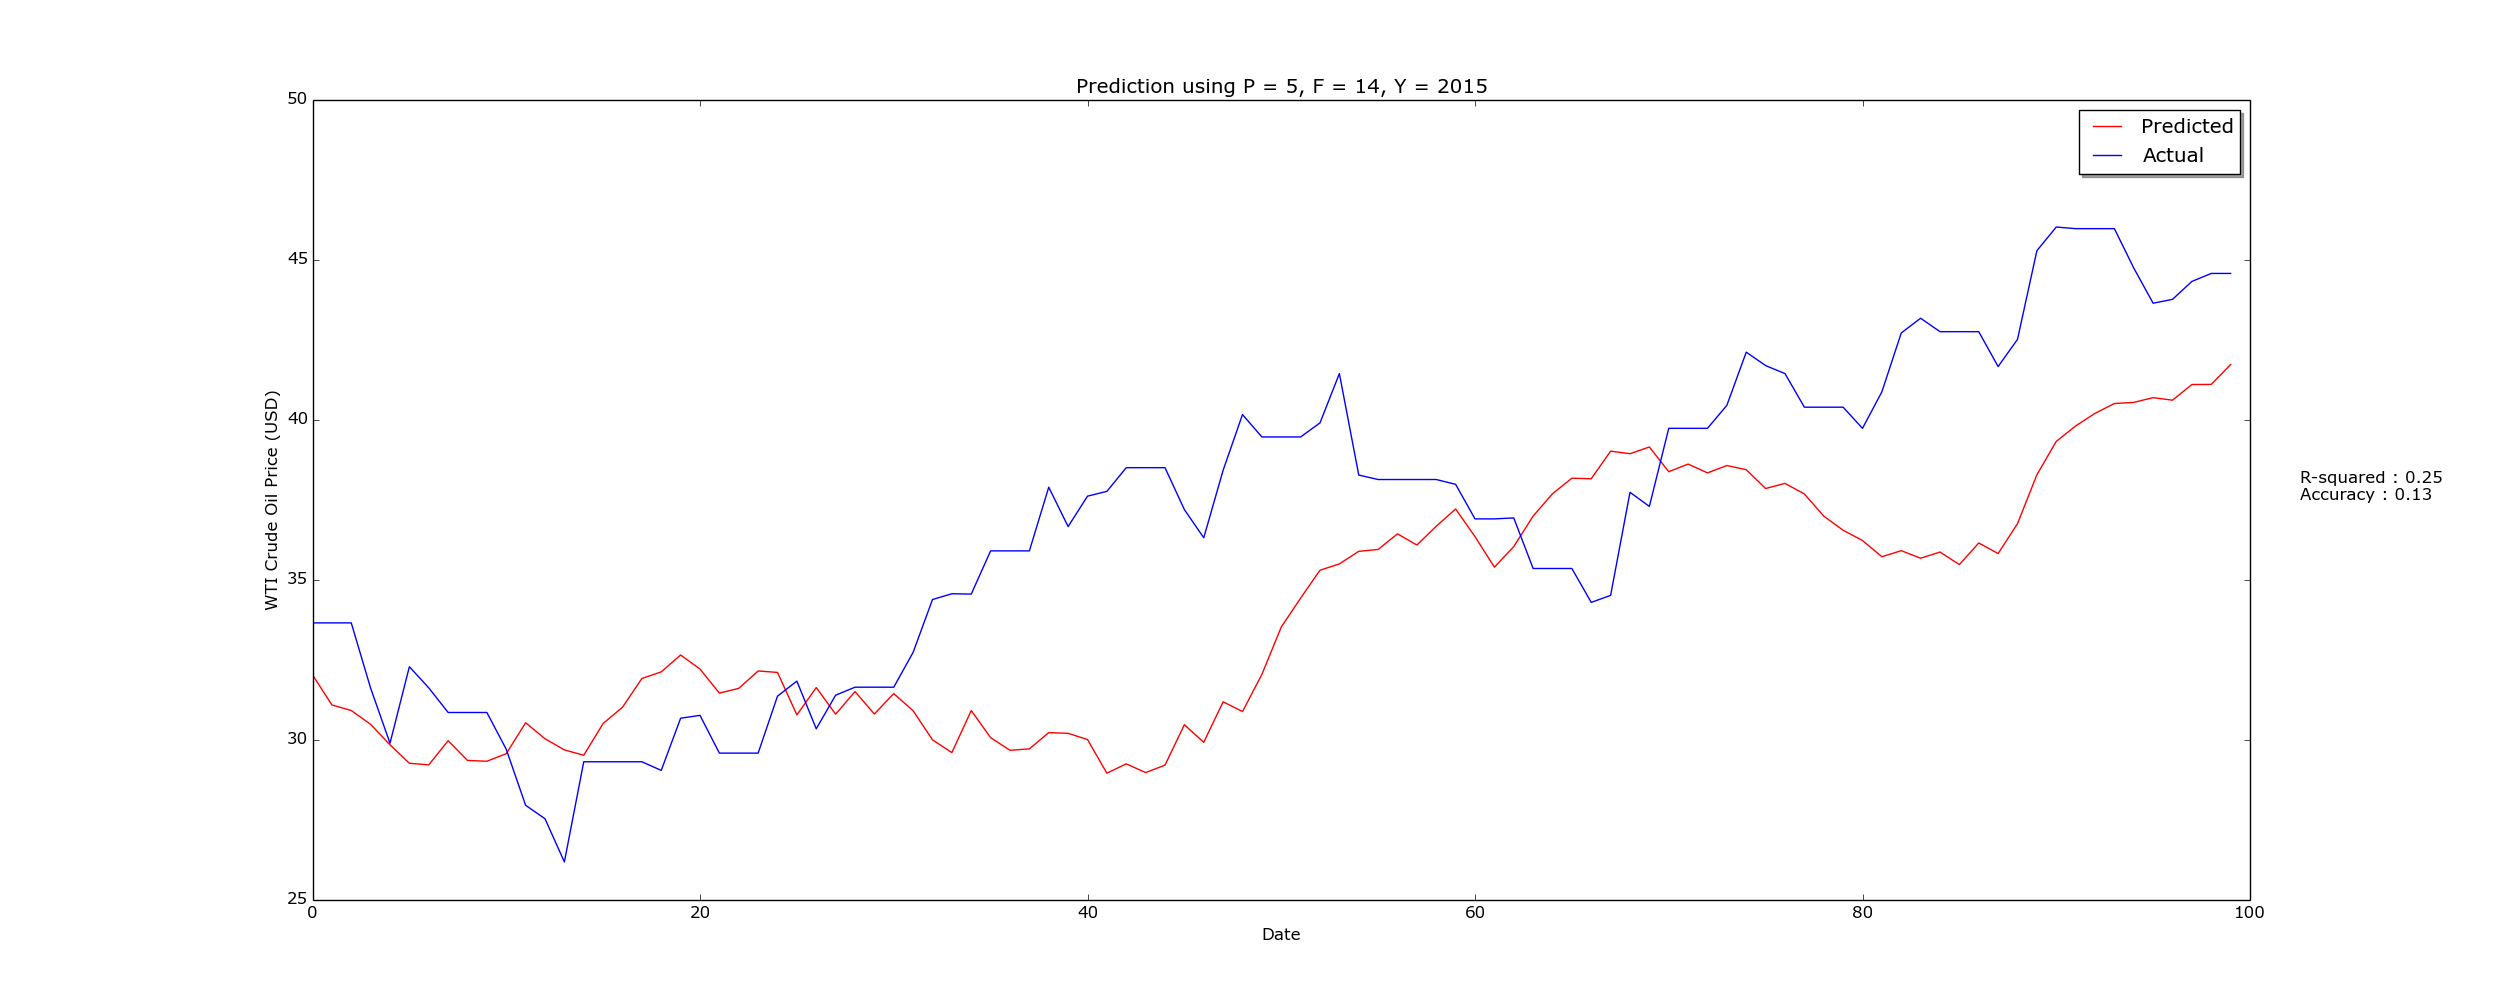 Prediction using P = 5, F = 14, Y = 2015
Predicted
Actual
50
45
40
35
30
25
WTI Crude Oil Price (USD)
R-squared : 0.25
Accuracy : 0.13
0 20 40 60 80 100
Date